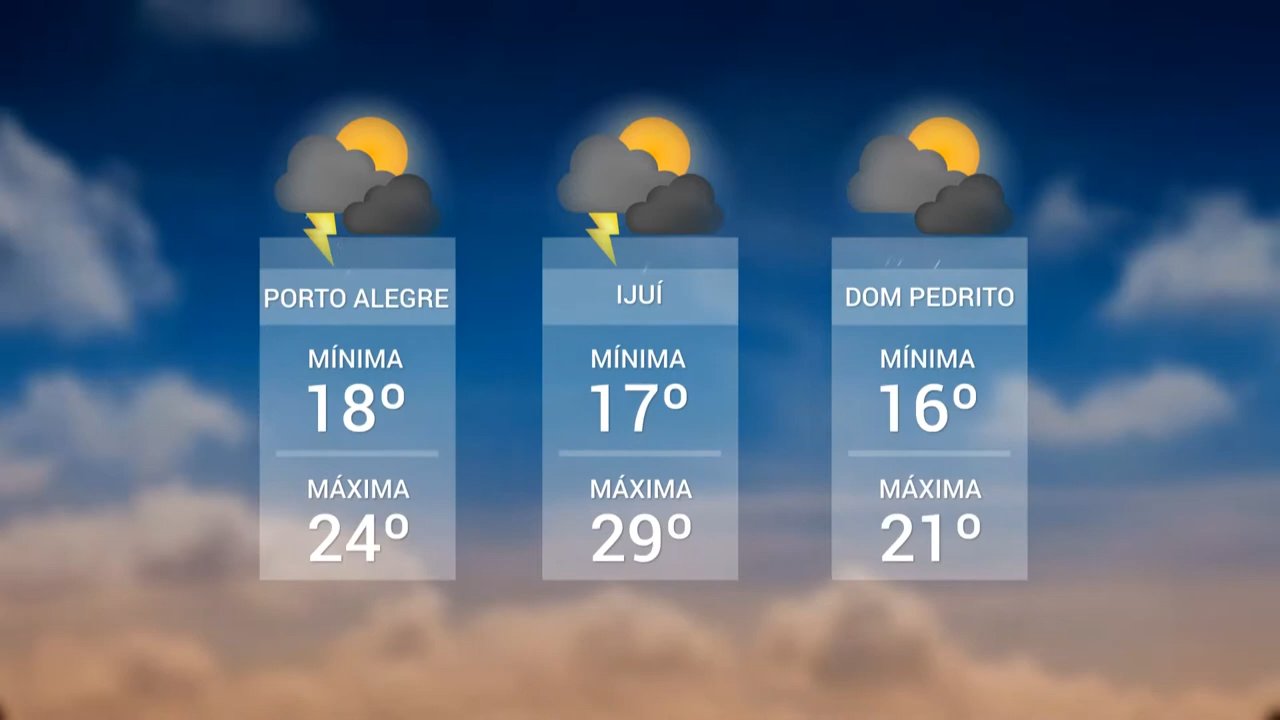 PORTO ALEGRE
MÍNIMA
18º
MÁXIMA
24º
IJUÍ
MÍNIMA
17º
MÁXIMA
29º
DOM PEDRITO
MÍNIMA
16º
MÁXIMA
21º